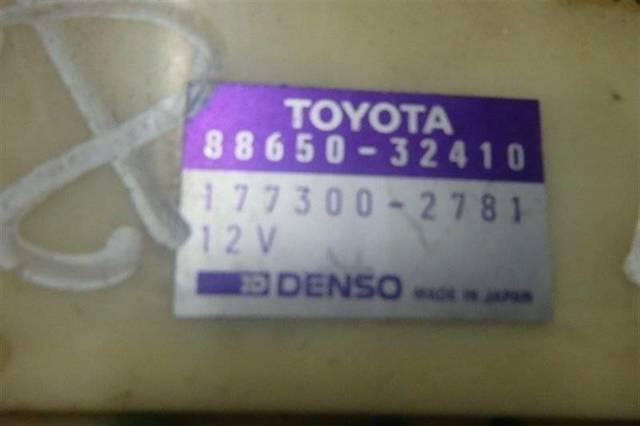 TOYOTA
88650-32410
177300-2781
12V
DENSO MADE IN JAPAN